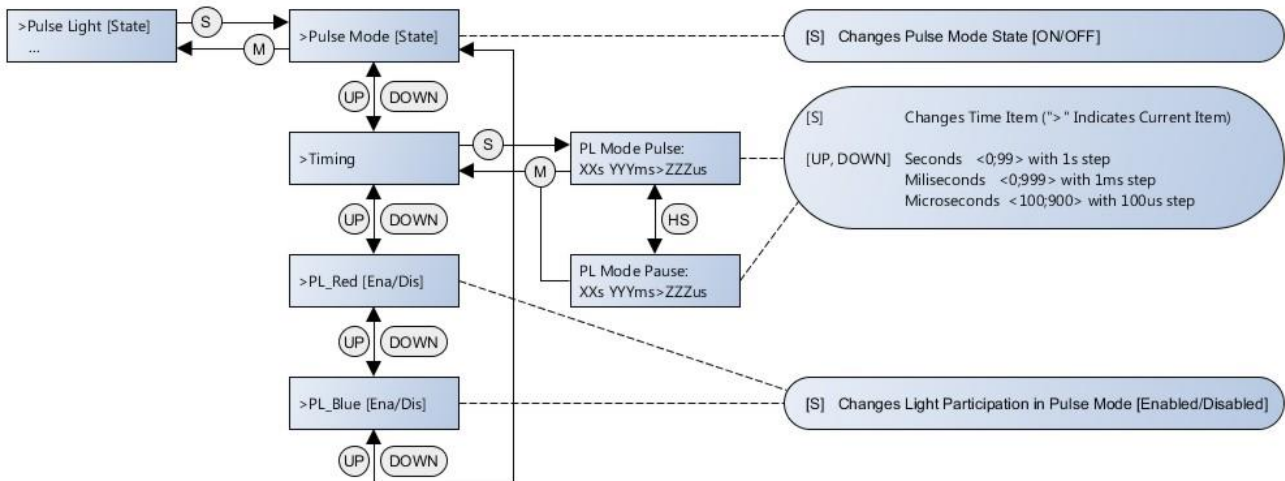 >Pulse Light [State]
...
S
M
>Pulse Mode [State]
[S] Changes Pulse Mode State [ON/OFF]
UP DOWN
>Timing
S
M
PL Mode Pulse:
XXs YYYms>ZZZus
[S] Changes Time Item (">" Indicates Current Item)
[UP, DOWN] Seconds <0;99> with 1s step
Miliseconds <0;999> with 1ms step
Microseconds <100;900> with 100us step
UP DOWN
HS
>PL_Red [Ena/Dis]
PL Mode Pause:
XXs YYYms>ZZZus
UP DOWN
>PL_Blue [Ena/Dis]
[S] Changes Light Participation in Pulse Mode [Enabled/Disabled]
UP DOWN